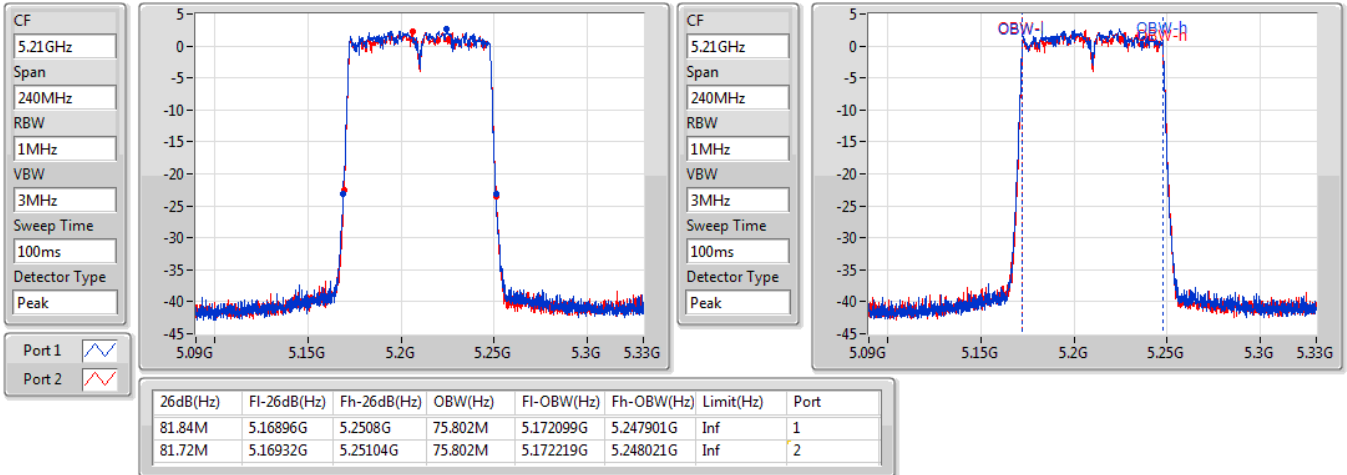 CF
5.21GHz
Span
240MHz
RBW
1MHz
VBW
3MHz
Sweep Time
100ms
Detector Type
Peak
Port 1
Port 2
5
0
-5
-10
-15
-20
-25
-30
-35
-40
-45
5.09G 5.15G 5.2G 5.25G 5.33G
CF
5.21GHz
Span
240MHz
RBW
1MHz
VBW
3MHz
Sweep Time
100ms
Detector Type
Peak
OBW-l OBW-h
OBW-h
5
0
-5
-10
-15
-20
-25
-30
-35
-40
-45
5.09G 5.15G 5.2G 5.25G 5.3G 5.33G
26dB(Hz) Fl-26dB(Hz) Fh-26dB(Hz) OBW(Hz) Fl-OBW(Hz) Fh-OBW(Hz) Limit(Hz) Port
81.84M 5.16896G 5.2508G 75.802M 5.172099G 5.247901G Inf 1
81.72M 5.16932G 5.25104G 75.802M 5.172219G 5.248021G Inf 2